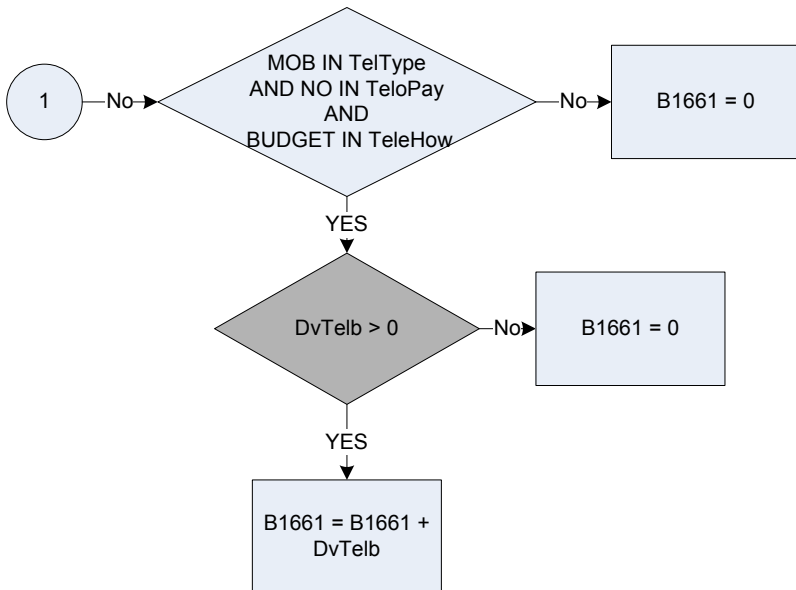 1
No
MOB IN TelType
AND NO IN TeloPay
AND
BUDGET IN TeleHow
No
B1661 = 0
YES
DvTelb > 0
No
B1661 = 0
YES
B1661 = B1661 +
DvTelb